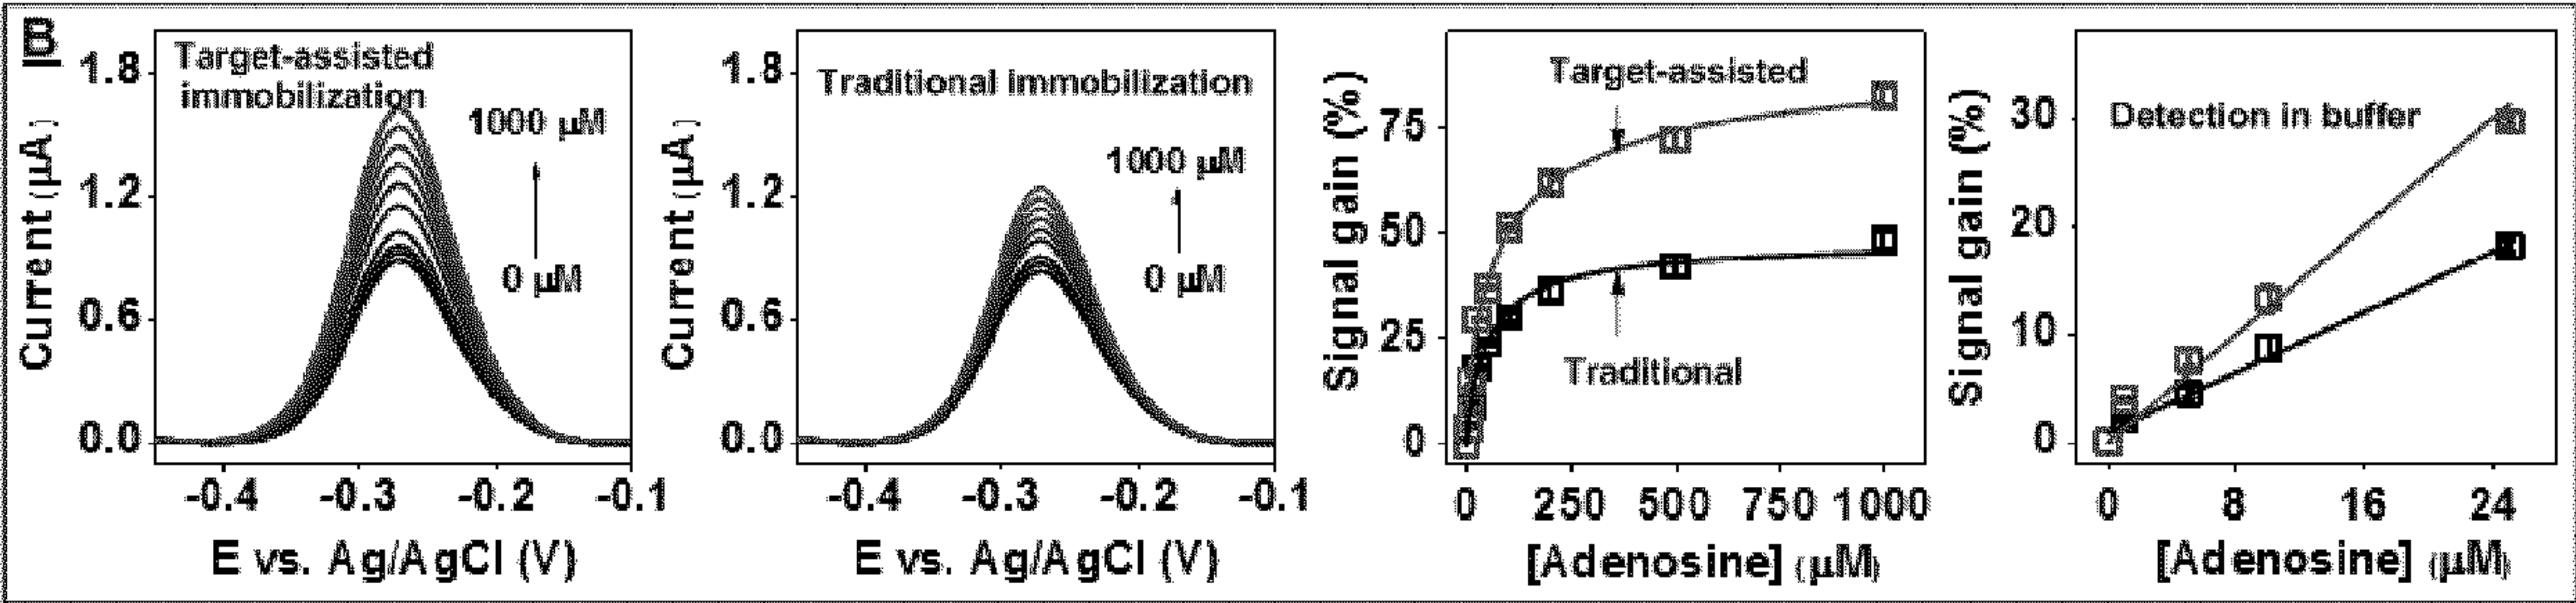 B
Target-assisted
immobilization
1000 μM
0 μM
Current (μA)
1.8
1.2
0.6
0.0
-0.4 -0.3 -0.2 -0.1
E vs. Ag/AgCl (V)
Traditional immobilization
1000 μM
0 μM
Current (μA)
1.8
1.2
0.6
0.0
-0.4 -0.3 -0.2 -0.1
E vs. Ag/AgCl (V)
Target-assisted
Traditional
Signal gain (%)
75
50
25
0
0 250 500 750 1000
[Adenosine] (μM)
Detection in buffer
Signal gain (%)
30
20
10
0
0 8 16 24
[Adenosine] (μM)